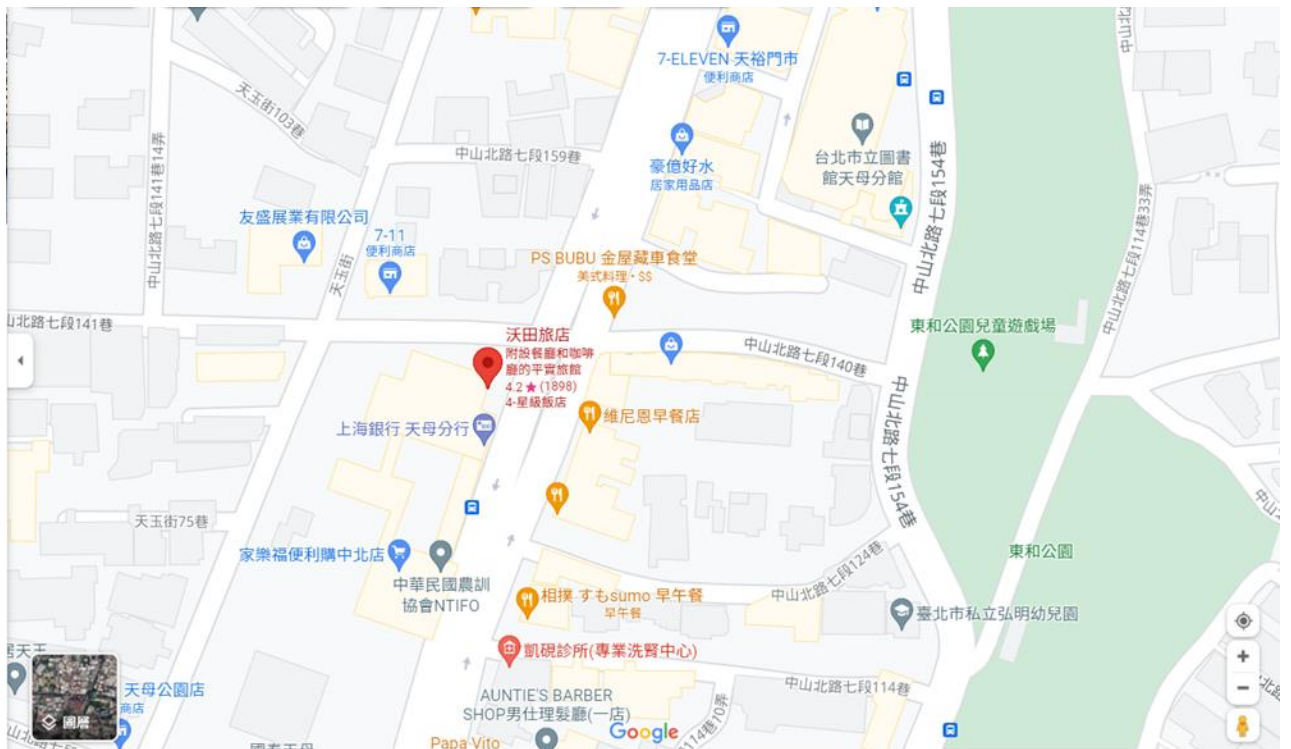 7-ELEVEN 天裕門市
便利商店
天玉街103巷
中山北路七段141巷14弄
中山北路七段159巷
豪億好水
居家用品店
台北市立圖書
館天母分館
中山北路七段154巷
中山北路七段114巷33弄
友盛展業有限公司
7-11
便利商店
天玉街
PS BUBU 金屋藏車食堂
美式料理・$$
山北路七段141巷
沃田旅店
附設餐廳和咖啡
廳的平實旅館
4.2★(1898)
4-星級飯店
中山北路七段140巷
東和公園兒童遊戲場
上海銀行 天母分行
維尼恩早餐店
中山北路七段154巷
天玉街75巷
家樂福便利購中北店
中華民國農訓
協會NTIFO
東和公園
中山北路七段124巷
相撲 すもsumo 早午餐
早午餐
臺北市私立弘明幼兒園
凱硯診所(專業洗腎中心)
居天玉
天母公園店
商店
圖層
AUNTIE'S BARBER
SHOP男仕理髮廳(一店)
中山北路七段114巷
114巷10弄
Google
Papa Vito
國泰天母